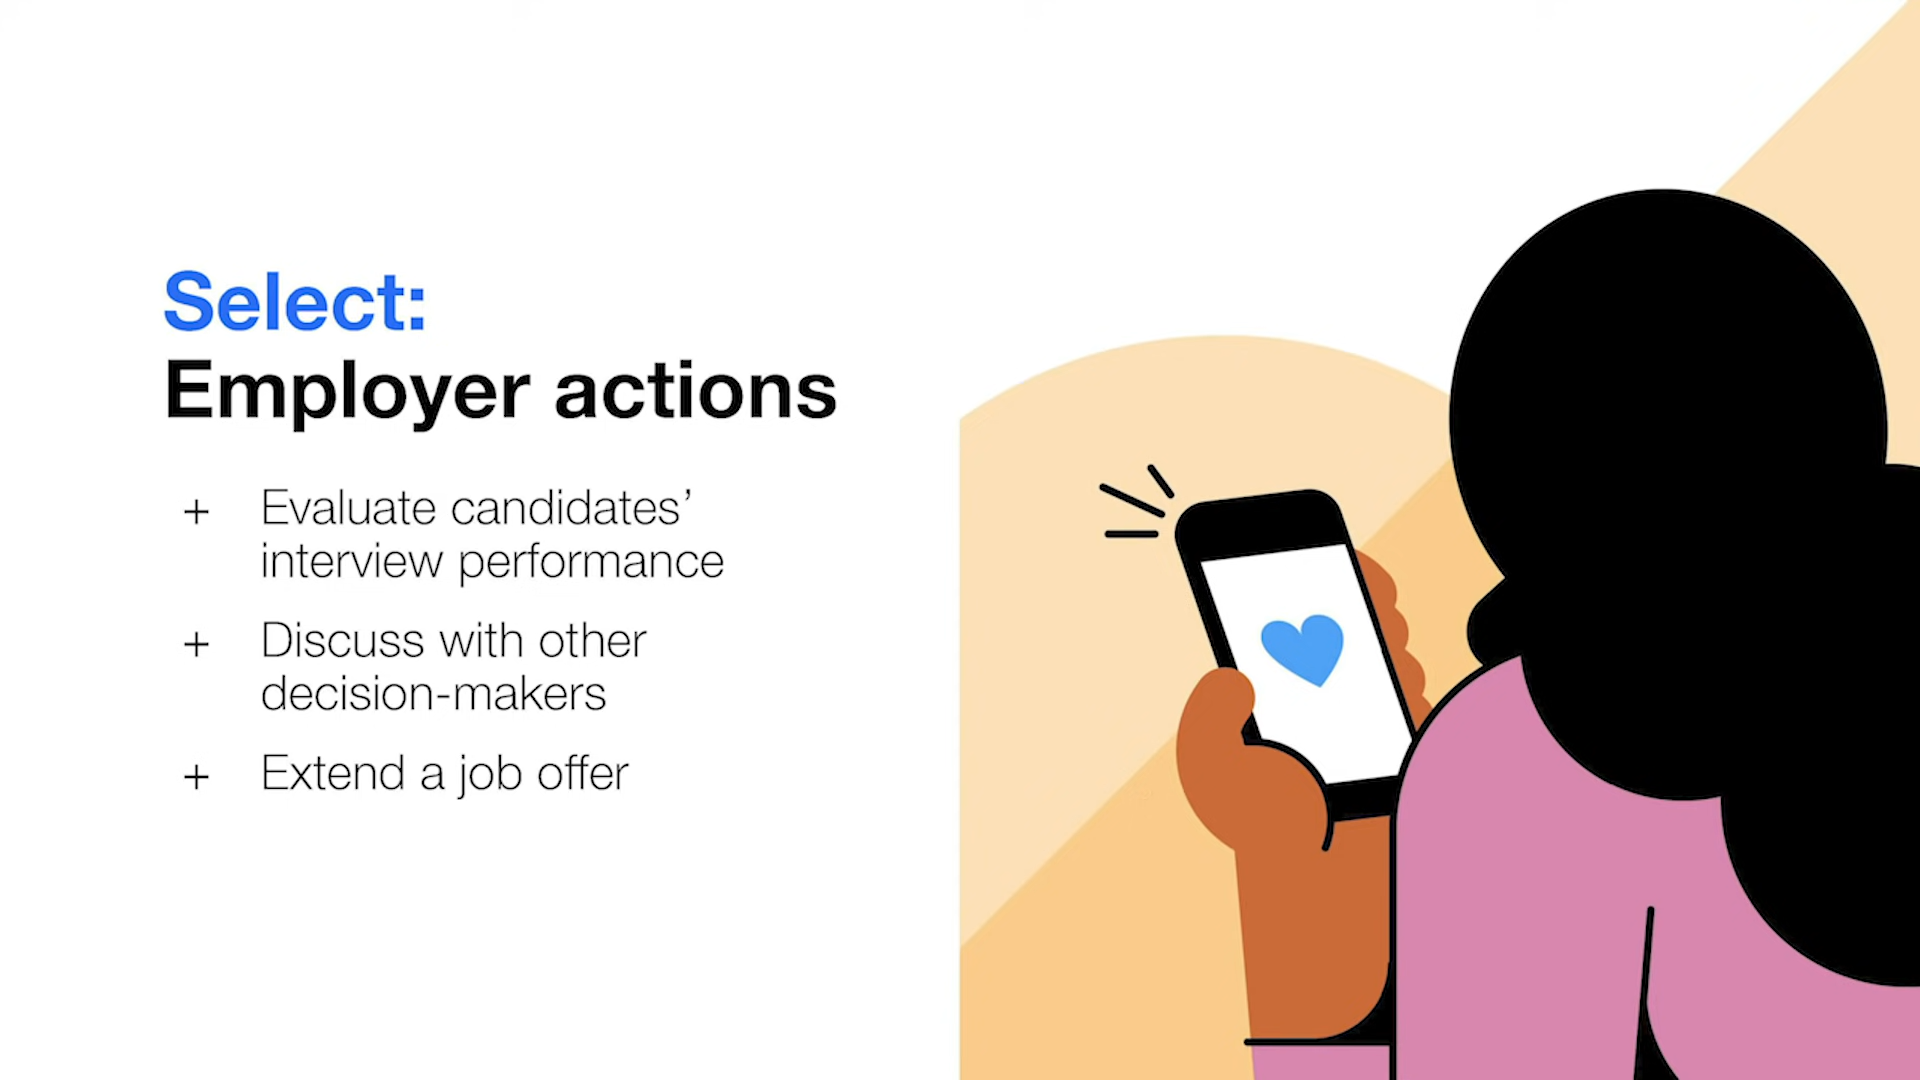 Select:
Employer actions
+ Evaluate candidates’
interview performance
+ Discuss with other
decision-makers
+ Extend a job offer